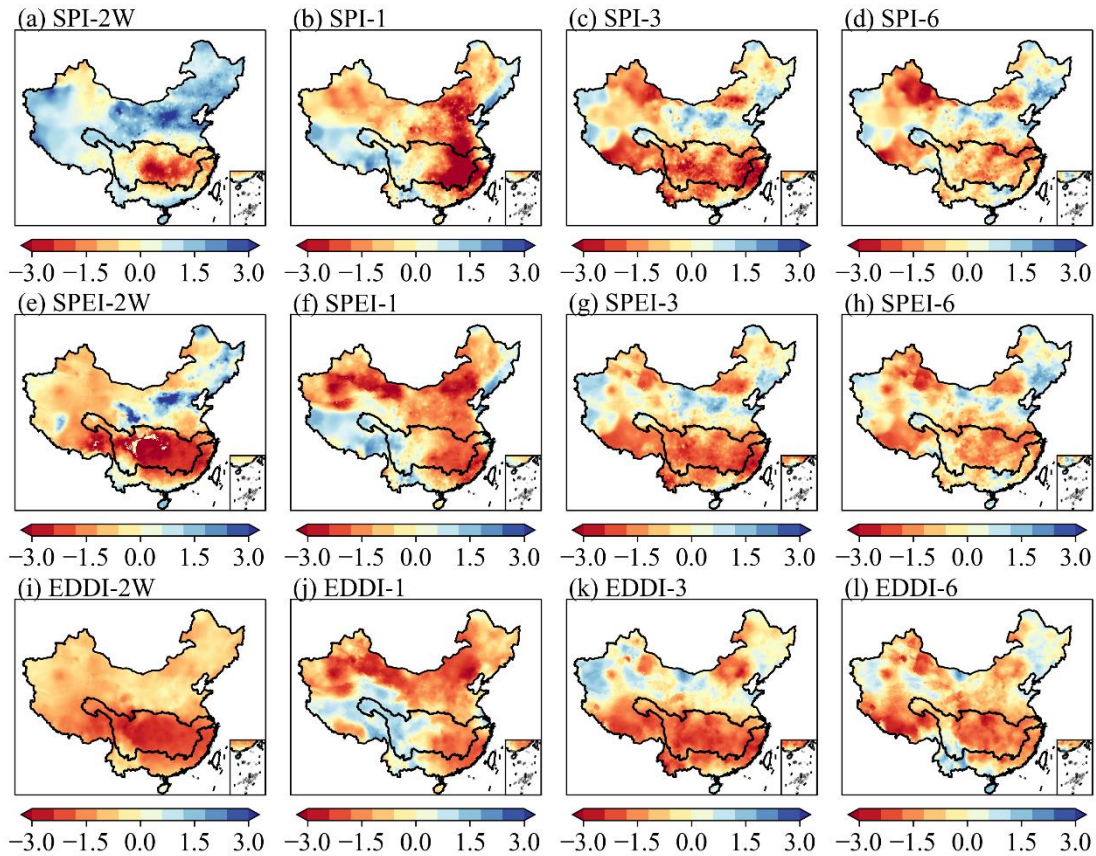 (a) SPI-2W (b) SPI-1 (c) SPI-3 (d) SPI-6
−3.0 −1.5 0.0 1.5 3.0 −3.0 −1.5 0.0 1.5 3.0 −3.0 −1.5 0.0 1.5 3.0 −3.0 −1.5 0.0 1.5 3.0
(e) SPEI-2W (f) SPEI-1 (g) SPEI-3 (h) SPEI-6
−3.0 −1.5 0.0 1.5 3.0 −3.0 −1.5 0.0 1.5 3.0 −3.0 −1.5 0.0 1.5 3.0 −3.0 −1.5 0.0 1.5 3.0
(i) EDDI-2W (j) EDDI-1 (k) EDDI-3 (l) EDDI-6
−3.0 −1.5 0.0 1.5 3.0 −3.0 −1.5 0.0 1.5 3.0 −3.0 −1.5 0.0 1.5 3.0 −3.0 −1.5 0.0 1.5 3.0